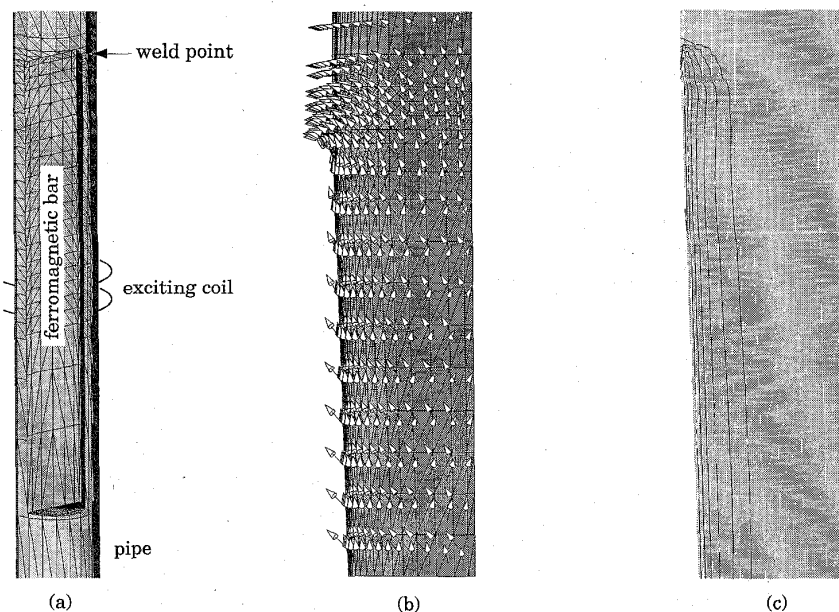 weld point
ferromagnetic bar
exciting coil
pipe
(a)
(b)
(c)